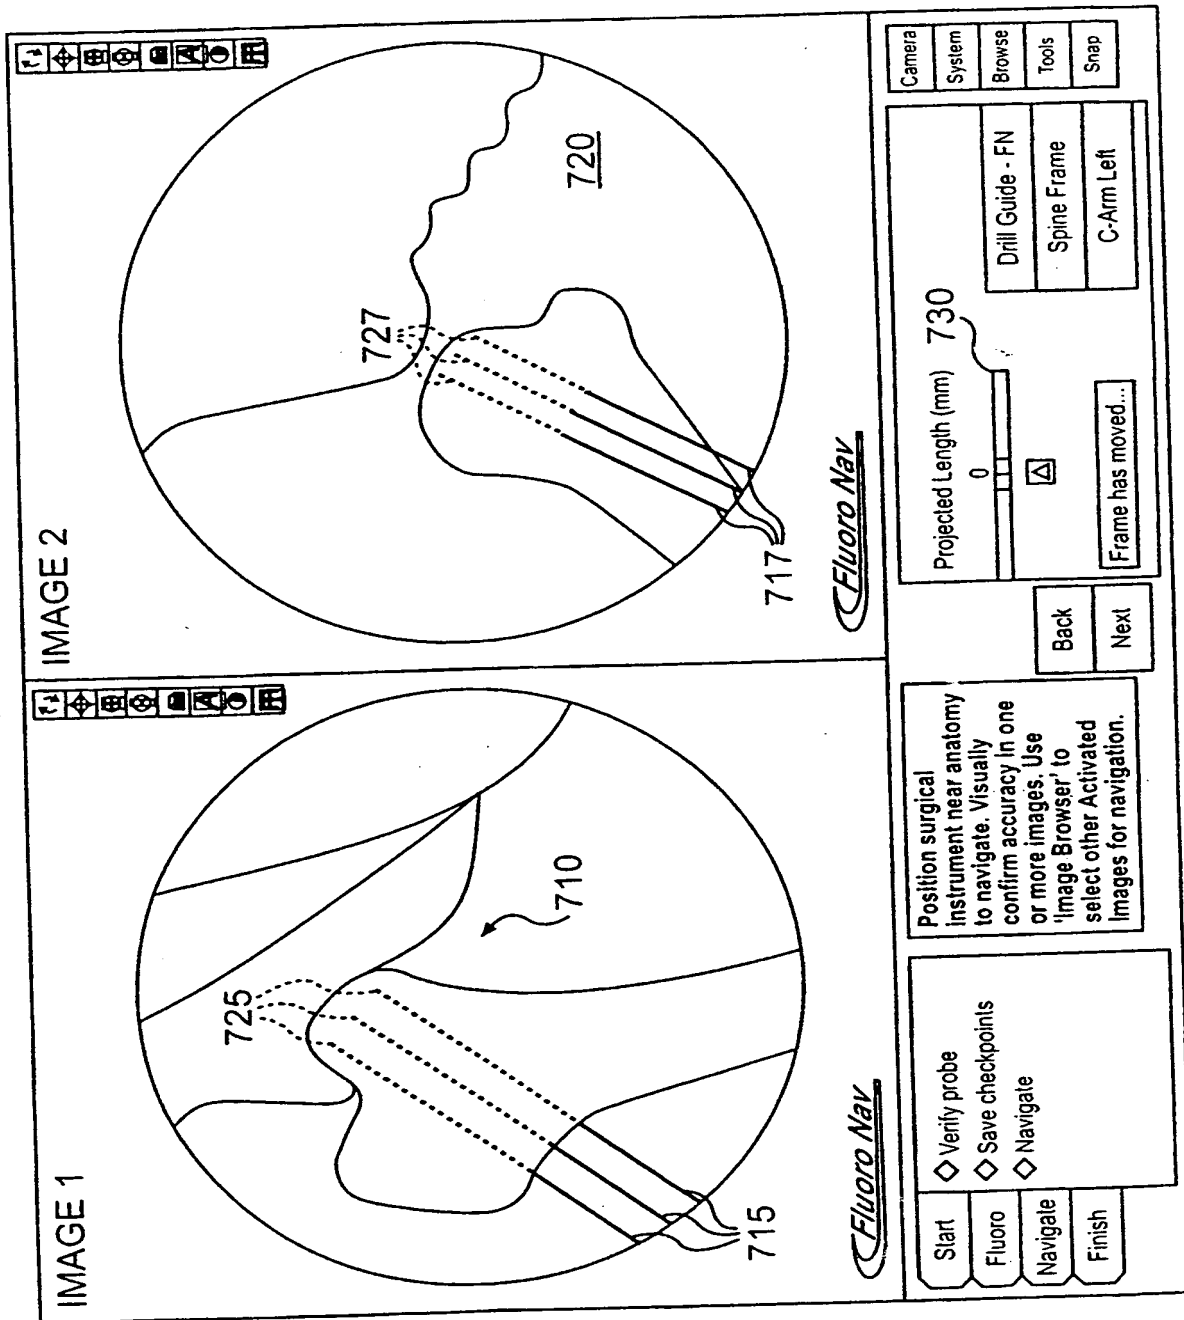 IMAGE 1
725
710
715
Fluoro Nav
IMAGE 2
727
720
717
Fluoro Nav
Start
Fluoro
Navigate
Finish
Verify probe
Save checkpoints
Navigate
Position surgical
instrument near anatomy
to navigate. Visually
confirm accuracy in one
or more images. Use
'Image Browser' to
select other Activated
Images for navigation.
Back
Next
Projected Length (mm)
730
0
Frame has moved...
Drill Guide - FN
Spine Frame
C-Arm Left
Camera
System
Browse
Tools
Snap